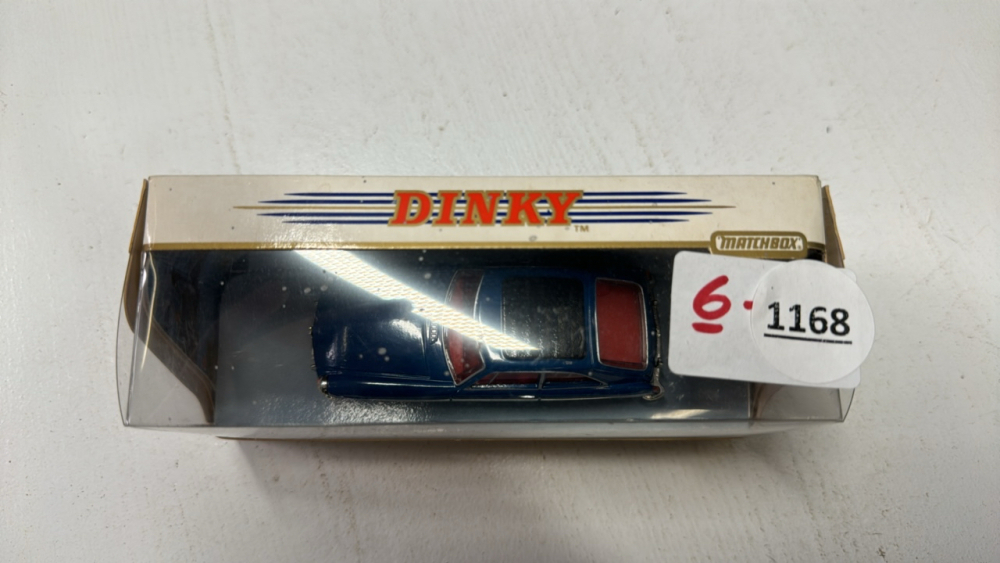 DINKY
TM
MATCHBOX
6-
1168